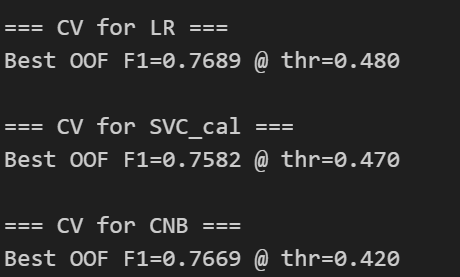 === CV for LR ===
Best OOF F1=0.7689 @ thr=0.480
=== CV for SVC_cal ===
Best OOF F1=0.7582 @ thr=0.470
=== CV for CNB ===
Best OOF F1=0.7669 @ thr=0.420